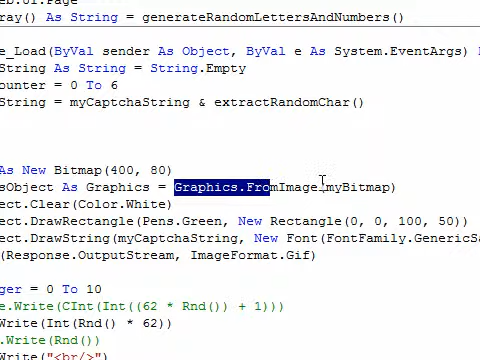 ray() As String = generateRandomLettersAndNumbers()
e_Load(ByVal sender As Object, ByVal e As System.EventArgs)
String As String = String.Empty
ounter = 0 To 6
String = myCaptchaString & extractRandomChar()
As New Bitmap(400, 80)
sObject As Graphics = Graphics.FromImage(myBitmap)
ect.Clear(Color.White)
ect.DrawRectangle(Pens.Green, New Rectangle(0, 0, 100, 50))
ect.DrawString(myCaptchaString, New Font(FontFamily.GenericSa
(Response.OutputStream, ImageFormat.Gif)
ger = 0 To 10
e.Write(CInt(Int((62 * Rnd()) + 1)))
Write(Int(Rnd() * 62))
.Write(Rnd())
Write("<br/>")